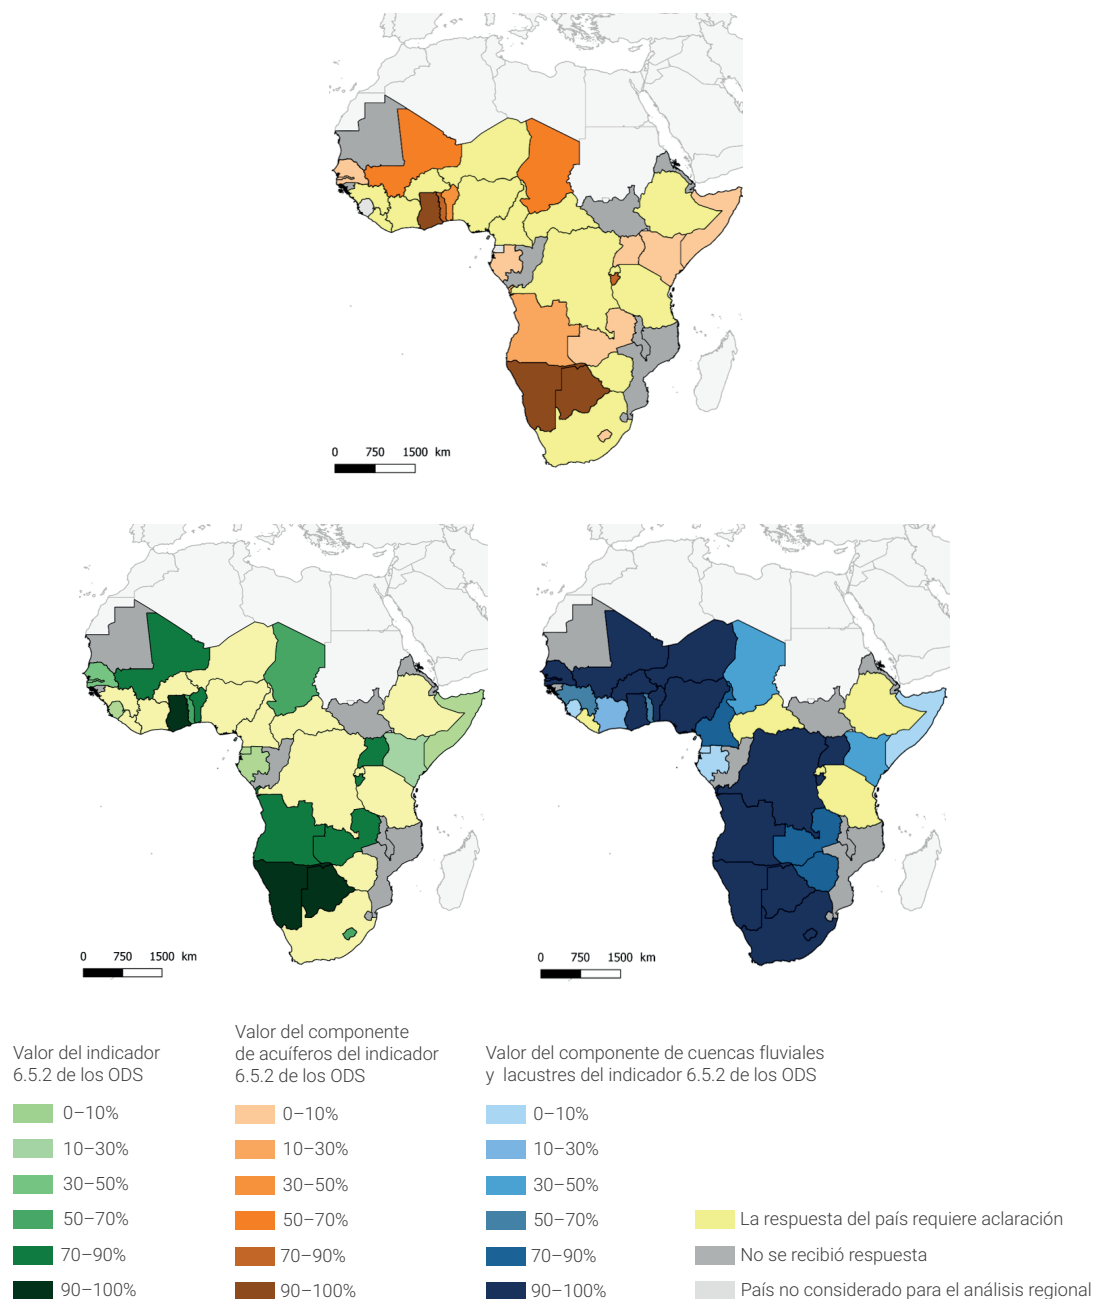 0 750 1500 km
0 750 1500 km
0 750 1500 km
Valor del indicador
6.5.2 de los ODS
0–10%
10–30%
30–50%
50–70%
70–90%
90–100%
Valor del componente
de acuíferos del indicador
6.5.2 de los ODS
0–10%
10–30%
30–50%
50–70%
70–90%
90–100%
Valor del componente de cuencas fluviales
y lacustres del indicador 6.5.2 de los ODS
0–10%
10–30%
30–50%
50–70%
70–90%
90–100%
La respuesta del país requiere aclaración
No se recibió respuesta
País no considerado para el análisis regional